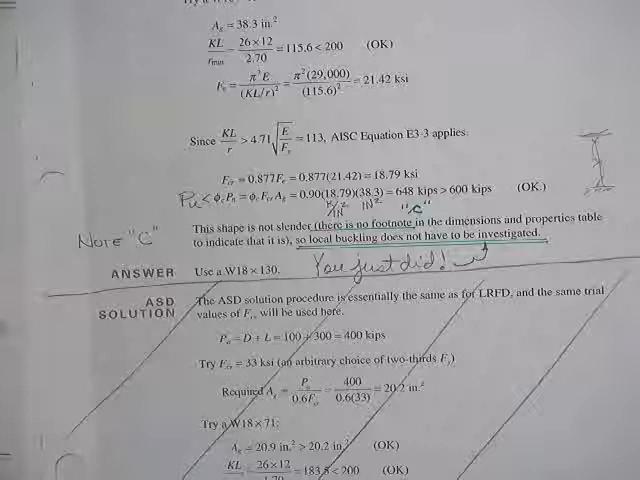 A_g = 38.3 in.²
KL/r_min = 26 × 12/2.70 = 115.6 < 200 (OK)
F_e = π²E/(KL/r)² = π²(29,000)/(115.6)² = 21.42 ksi
Since KL/r > 4.71√(E/F_y) = 113, AISC Equation E3-3 applies.
F_cr = 0.877F_e = 0.877(21.42) = 18.79 ksi
Pu < ϕ_c P_n = ϕ_c F_cr A_g = 0.90(18.79)(38.3) = 648 kips > 600 kips (OK)
K/IN² IN² "C"
This shape is not slender (there is no footnote in the dimensions and properties table
NOTE "C"
to indicate that it is), so local buckling does not have to be investigated.
ANSWER Use a W18 × 130. You just did!
ASD The ASD solution procedure is essentially the same as for LRFD, and the same trial
SOLUTION values of F_cr will be used here.
P_a = D + L = 100 + 300 = 400 kips
Try F_cr = 33 ksi (an arbitrary choice of two-thirds F_y)
Required A_g = P_a/0.6F_cr = 400/0.6(33) = 20.2 in.²
Try a W18 × 71:
A_g = 20.9 in.² > 20.2 in.² (OK)
KL/ = 26 × 12/1.70 = 183.5 < 200 (OK)